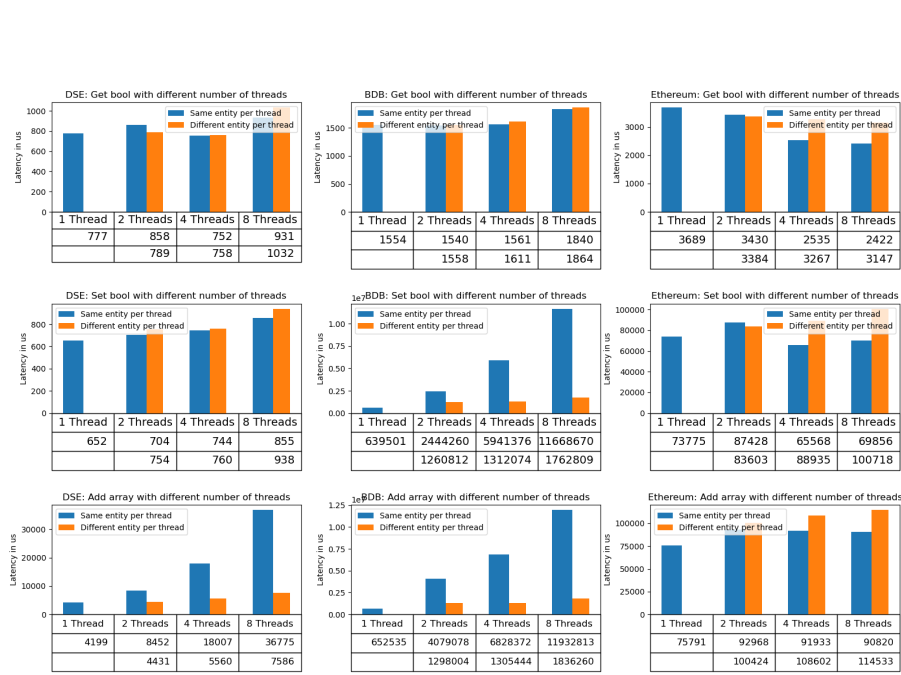 DSE: Get bool with different number of threads
Latency in us
1000
800
600
400
200
0
Same entity per thread
Different entity per thread
1 Thread 2 Threads 4 Threads 8 Threads
777 858 752 931
789 758 1032
BDB: Get bool with different number of threads
Latency in us
1500
1000
500
0
Same entity per thread
Different entity per thread
1 Thread 2 Threads 4 Threads 8 Threads
1554 1540 1561 1840
1558 1611 1864
Ethereum: Get bool with different number of threads
Latency in us
3000
2000
1000
0
Same entity per thread
Different entity per thread
1 Thread 2 Threads 4 Threads 8 Threads
3689 3430 2535 2422
3384 3267 3147
DSE: Set bool with different number of threads
Latency in us
800
600
400
200
0
Same entity per thread
Different entity per thread
1 Thread 2 Threads 4 Threads 8 Threads
652 704 744 855
754 760 938
1e7
BDB: Set bool with different number of threads
Latency in us
1.00
0.75
0.50
0.25
0.00
Same entity per thread
Different entity per thread
1 Thread 2 Threads 4 Threads 8 Threads
639501 2444260 5941376 11668670
1260812 1312074 1762809
Ethereum: Set bool with different number of threads
Latency in us
100000
80000
60000
40000
20000
0
Same entity per thread
Different entity per thread
1 Thread 2 Threads 4 Threads 8 Threads
73775 87428 65568 69856
83603 88935 100718
DSE: Add array with different number of threads
Latency in us
30000
20000
10000
0
Same entity per thread
Different entity per thread
1 Thread 2 Threads 4 Threads 8 Threads
4199 8452 18007 36775
4431 5560 7586
1e7
BDB: Add array with different number of threads
Latency in us
1.25
1.00
0.75
0.50
0.25
0.00
Same entity per thread
Different entity per thread
1 Thread 2 Threads 4 Threads 8 Threads
652535 4079078 6828372 11932813
1298004 1305444 1836260
Ethereum: Add array with different number of threads
Latency in us
100000
75000
50000
25000
0
Same entity per thread
Different entity per thread
1 Thread 2 Threads 4 Threads 8 Threads
75791 92968 91933 90820
100424 108602 114533